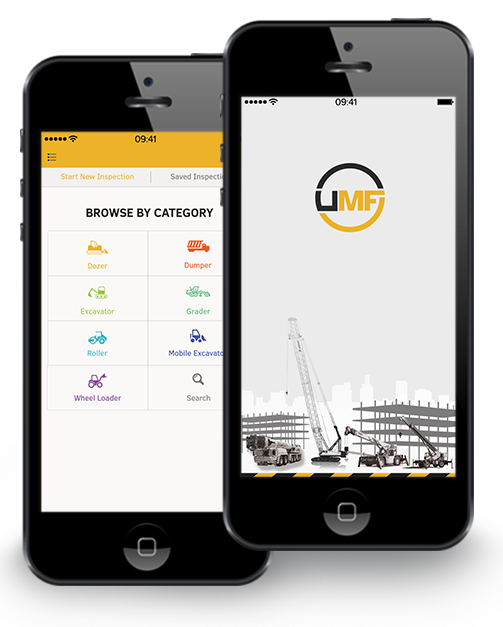 09:41
Start New Inspection
Saved Inspectio
BROWSE BY CATEGORY
Dozer
Dumper
Excavator
Grader
Roller
Mobile Excavato
Wheel Loader
Search
09:41
UMF